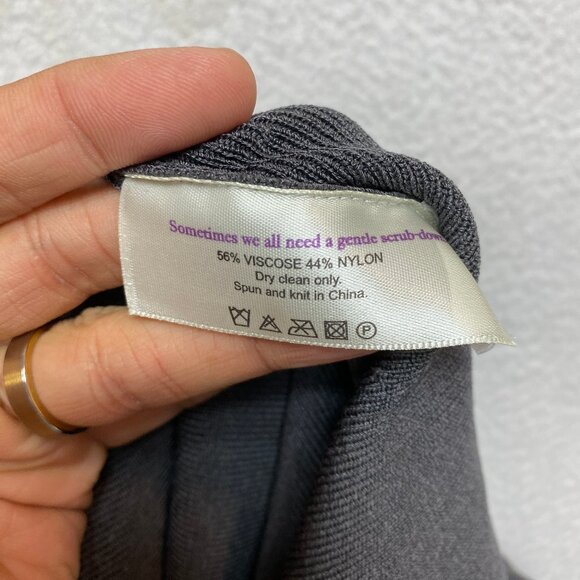 Sometimes we all need a gentle scrub-down
56% VISCOSE 44% NYLON
Dry clean only.
Spun and knit in China.
P